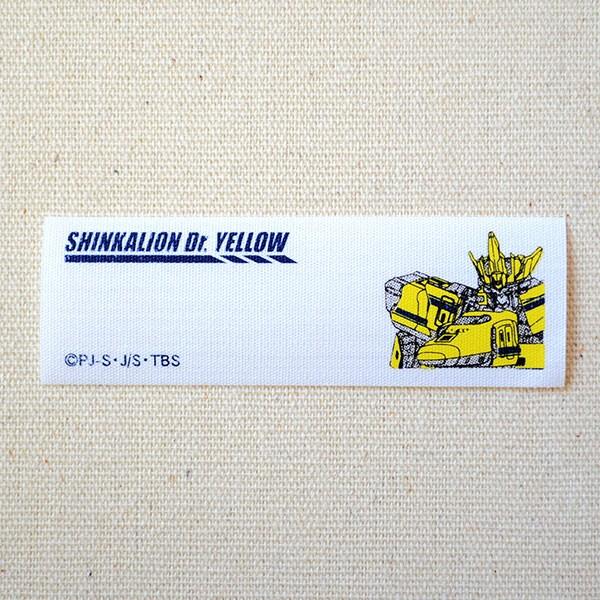 SHINKALION Dr. YELLOW
©PJ-S・J/S・TBS